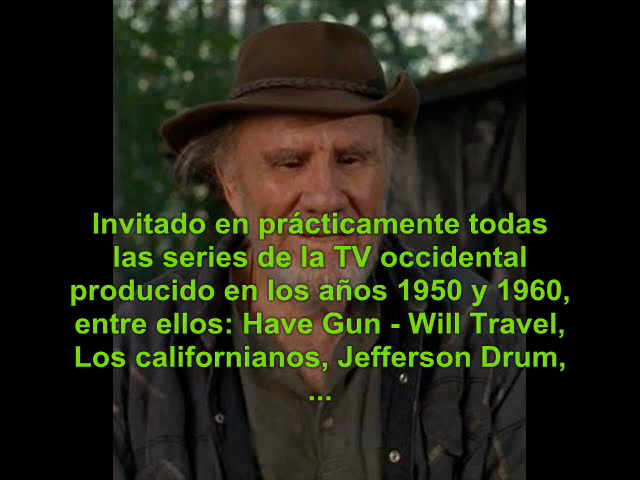 Invitado en prácticamente todas
las series de la TV occidental
producido en los años 1950 y 1960,
entre ellos: Have Gun - Will Travel,
Los californianos, Jefferson Drum,
...